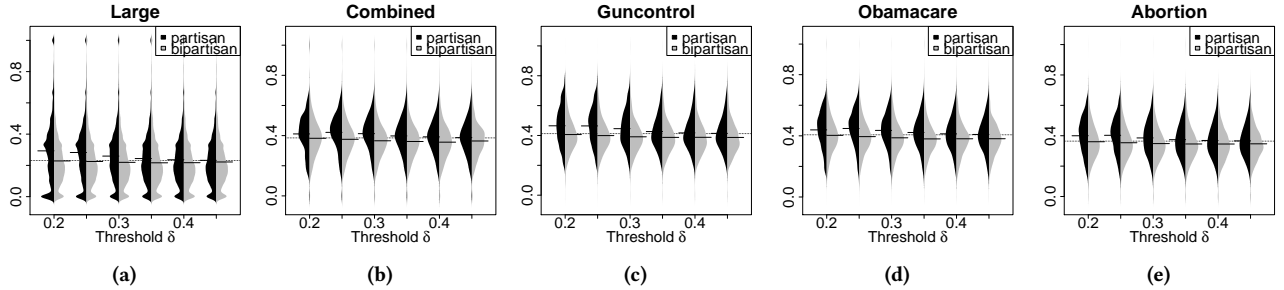 Large
partisan
bipartisan
0.0 0.4 0.8
0.2 0.3 0.4
Threshold δ
(a)
Combined
partisan
bipartisan
0.0 0.4 0.8
0.2 0.3 0.4
Threshold δ
(b)
Guncontrol
partisan
bipartisan
0.0 0.4 0.8
0.2 0.3 0.4
Threshold δ
(c)
Obamacare
partisan
bipartisan
0.0 0.4 0.8
0.2 0.3 0.4
Threshold δ
(d)
Abortion
partisan
bipartisan
0.0 0.4 0.8
0.2 0.3 0.4
Threshold δ
(e)